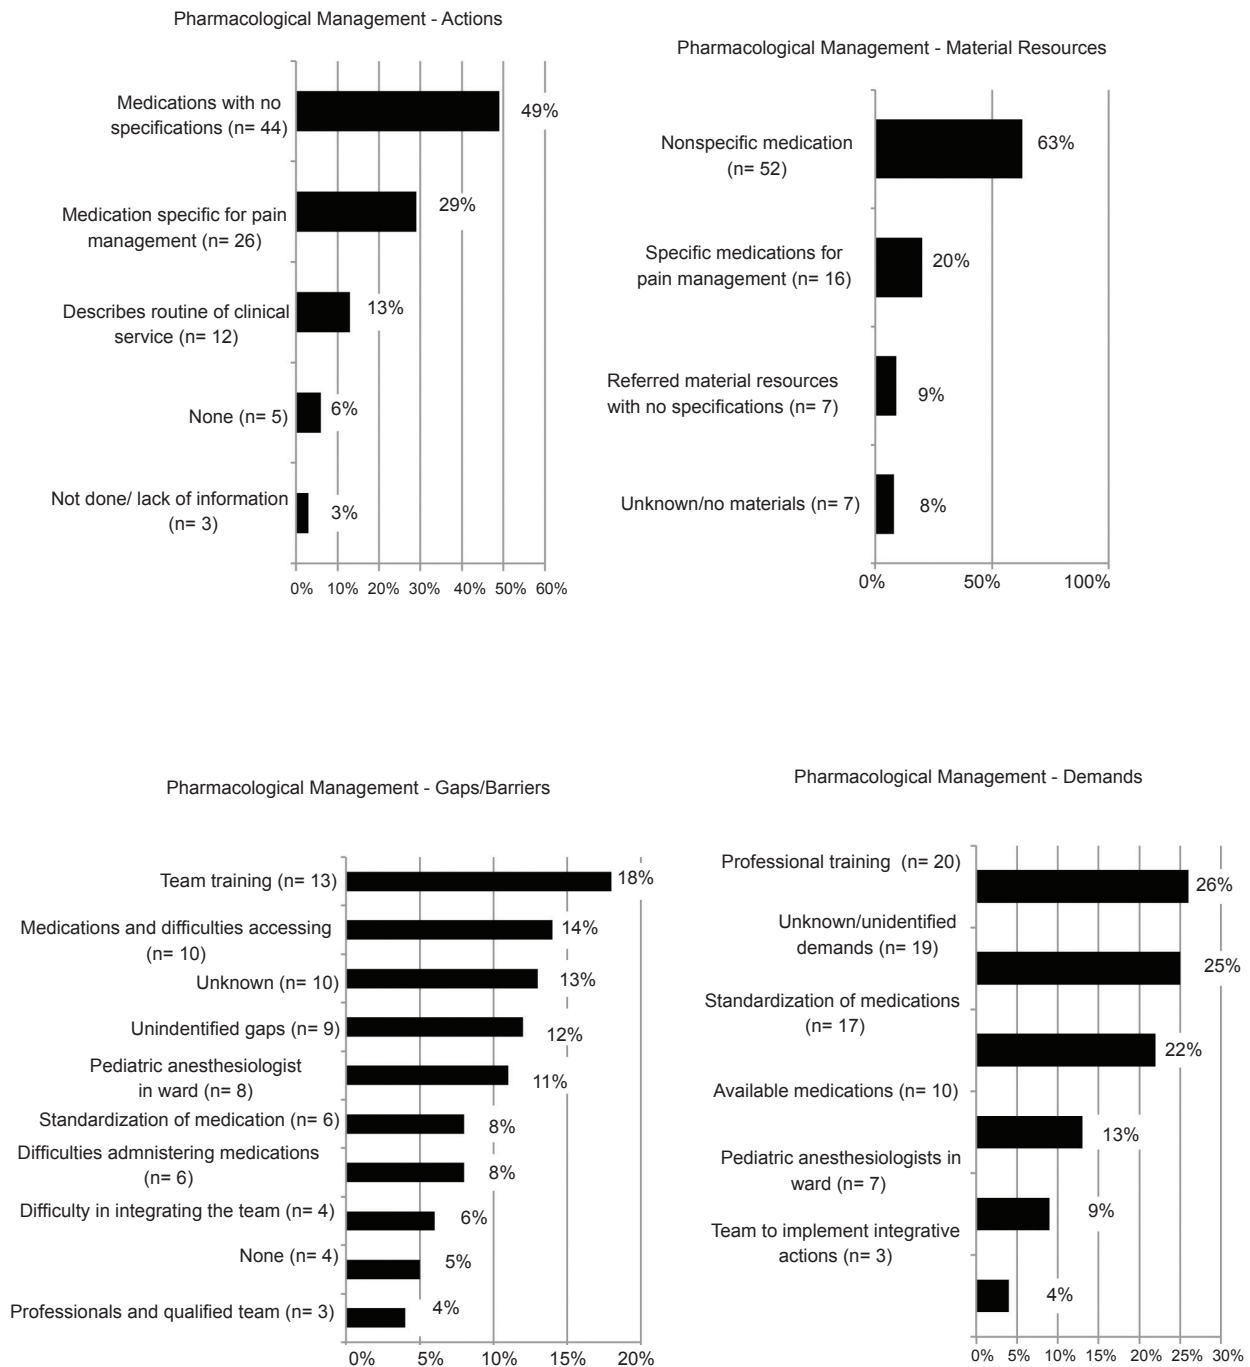 Pharmacological Management - Actions
Medications with no
specifications (n= 44)
49%
Medication specific for pain
management (n= 26)
29%
Describes routine of clinical
service (n= 12)
13%
None (n= 5)
6%
Not done/ lack of information
(n= 3)
3%
0% 10% 20% 30% 40% 50% 60%
Pharmacological Management - Material Resources
Nonspecific medication
(n= 52)
63%
Specific medications for
pain management (n= 16)
20%
Referred material resources
with no specifications (n= 7)
9%
Unknown/no materials (n= 7)
8%
0% 50% 100%
Pharmacological Management - Gaps/Barriers
Team training (n= 13)
18%
Medications and difficulties accessing
(n= 10)
14%
Unknown (n= 10)
13%
Unindentified gaps (n= 9)
12%
Pediatric anesthesiologist
in ward (n= 8)
11%
Standardization of medication (n= 6)
8%
Difficulties admnistering medications
(n= 6)
8%
Difficulty in integrating the team (n= 4)
6%
None (n= 4)
5%
Professionals and qualified team (n= 3)
4%
0% 5% 10% 15% 20%
Pharmacological Management - Demands
Professional training (n= 20)
26%
Unknown/unidentified
demands (n= 19)
25%
Standardization of medications
(n= 17)
22%
Available medications (n= 10)
13%
Pediatric anesthesiologists in
ward (n= 7)
9%
Team to implement integrative
actions (n= 3)
4%
0% 5% 10% 15% 20% 25% 30%